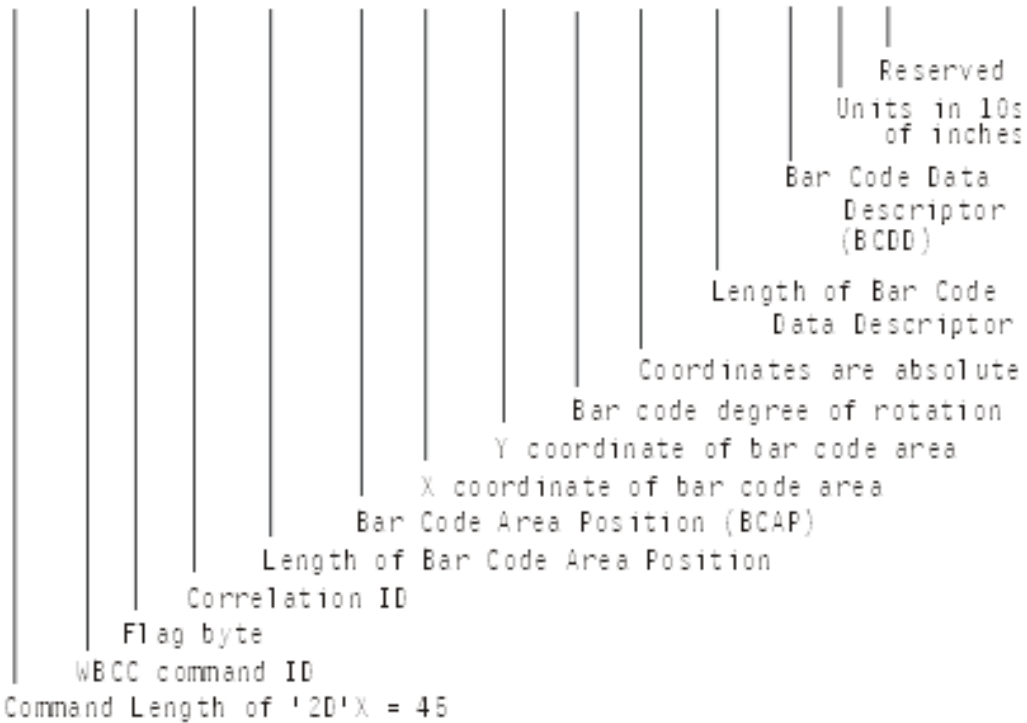 Reserved
Units in 10s
of inches
Bar Code Data
Descriptor
(BCDD)
Length of Bar Code
Data Descriptor
Coordinates are absolute
Bar code degree of rotation
Y coordinate of bar code area
X coordinate of bar code area
Bar Code Area Position (BCAP)
Length of Bar Code Area Position
Correlation ID
Flag byte
WBCC command ID
Command Length of '2D'X = 45